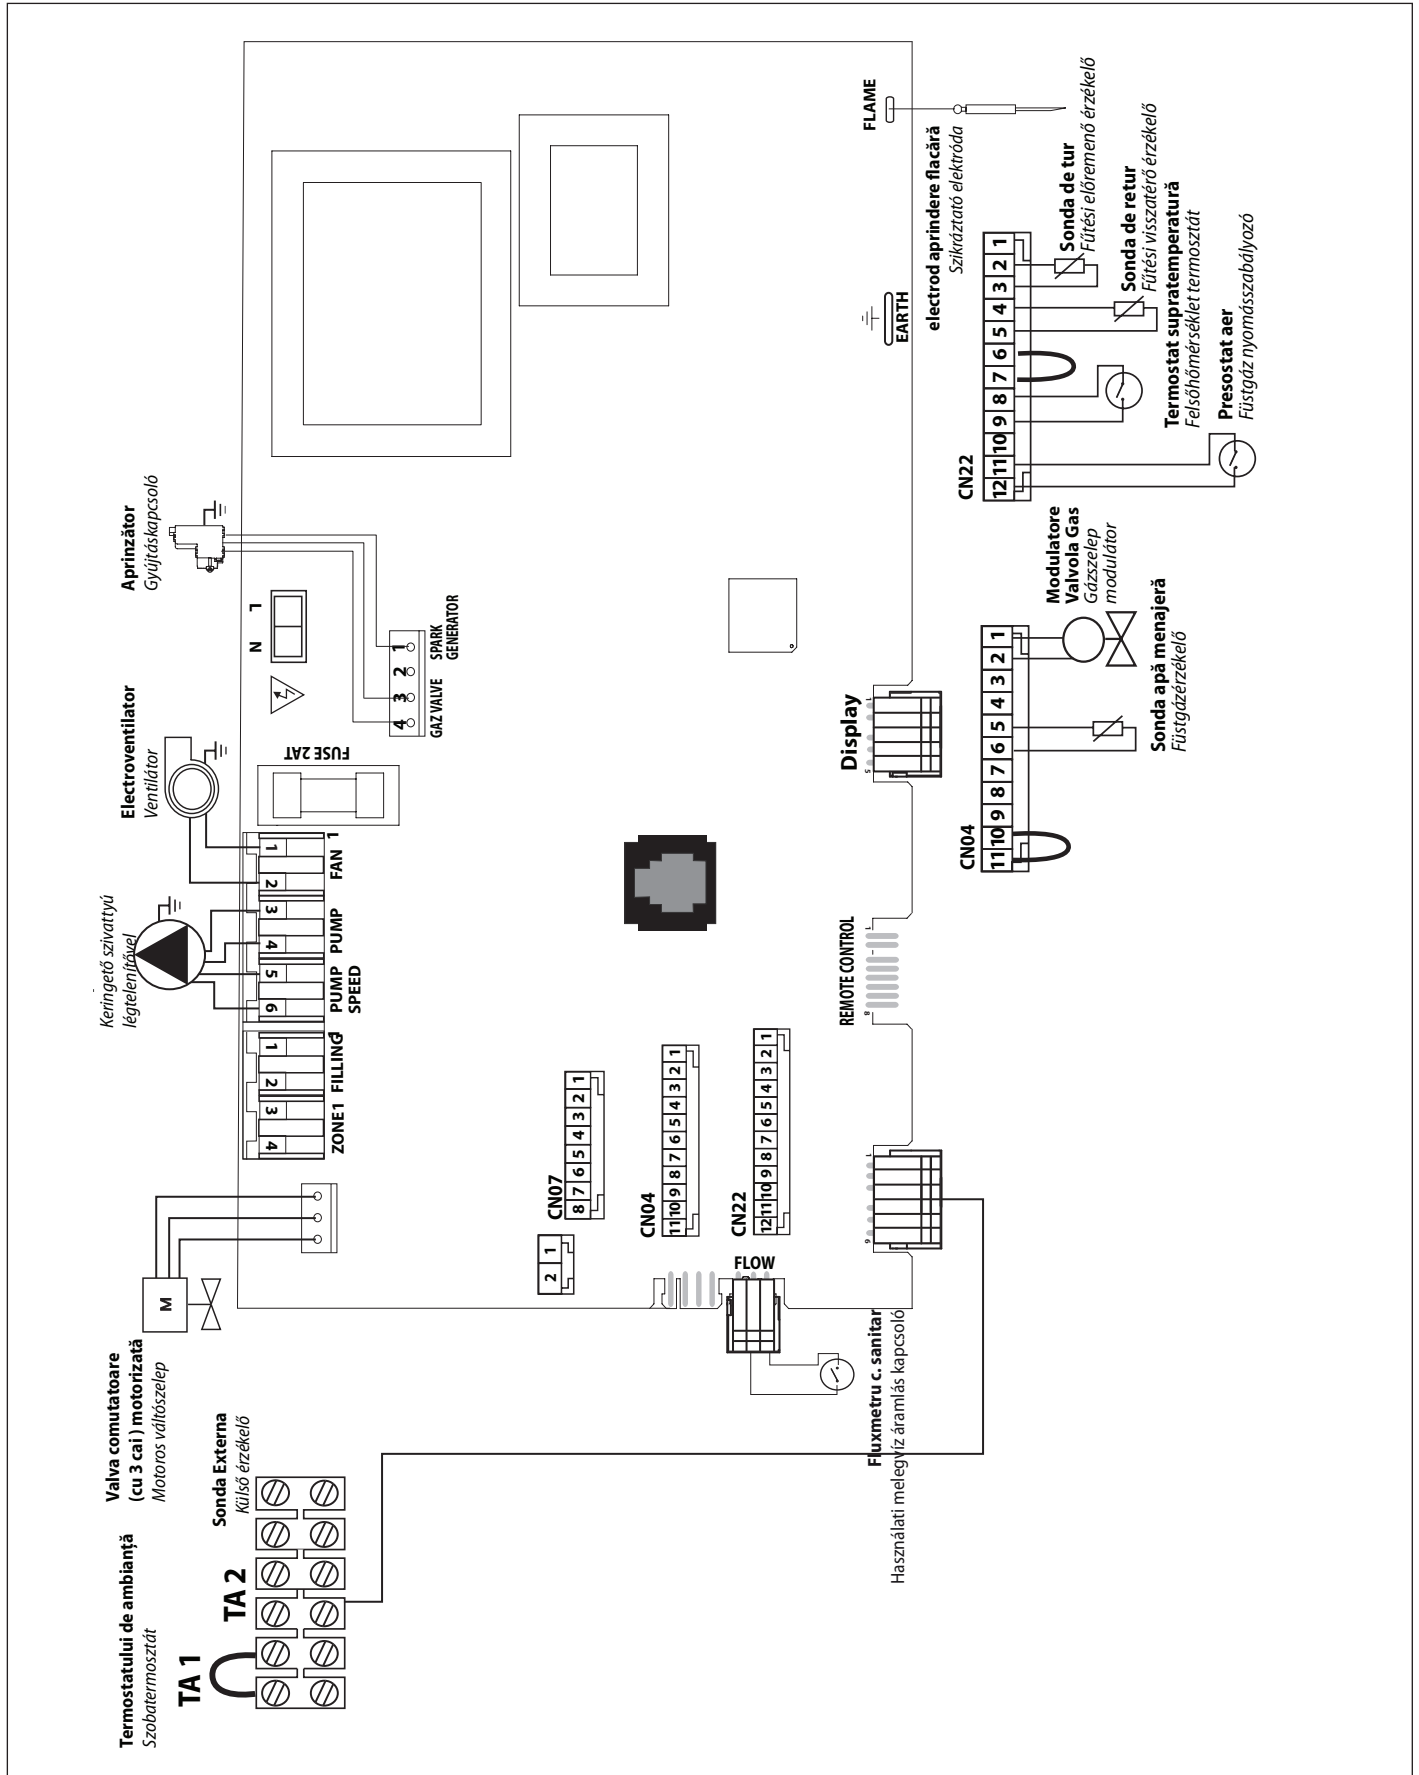 Termostatului de ambianță
Szobatermosztát
TA 1
TA 2
Sonda Externa
Külső érzékelő
Valva comutatoare
(cu 3 cai ) motorizată
Motoros váltószelep
M
Keringető szivattyú
légtelenítővel
Electroventilator
Ventilátor
Aprinzător
Gyújtáskapcsoló
4 3 2 1
ZONE1 FILLING 1
6 5 4 3 2 1
PUMP SPEED
PUMP
FAN 1
FUSE 2AT
N L
4 3 2 1
GAZ VALVE
SPARK
GENERATOR
2 1
CN07
8 7 6 5 4 3 2 1
CN04
11 10 9 8 7 6 5 4 3 2 1
CN22
12 11 10 9 8 7 6 5 4 3 2 1
FLOW
Fluxmetru c. sanitar
Használati melegvíz áramlás kapcsoló
6 1
REMOTE CONTROL
8 1
Display
5 1
EARTH
FLAME
electrod aprindere flacără
Szikráztató elektróda
CN04
11 10 9 8 7 6 5 4 3 2 1
Modulatore
Valvola Gas
Gázszelep
modulátor
Sonda apă menajeră
Füstgázérzékelő
CN22
12 11 10 9 8 7 6 5 4 3 2 1
Sonda de tur
Fűtési előremenő érzékelő
Sonda de retur
Fűtési visszatérő érzékelő
Termostat supratemperatură
Felsőhőmérséklet termosztát
Presostat aer
Füstgáz nyomásszabályozó